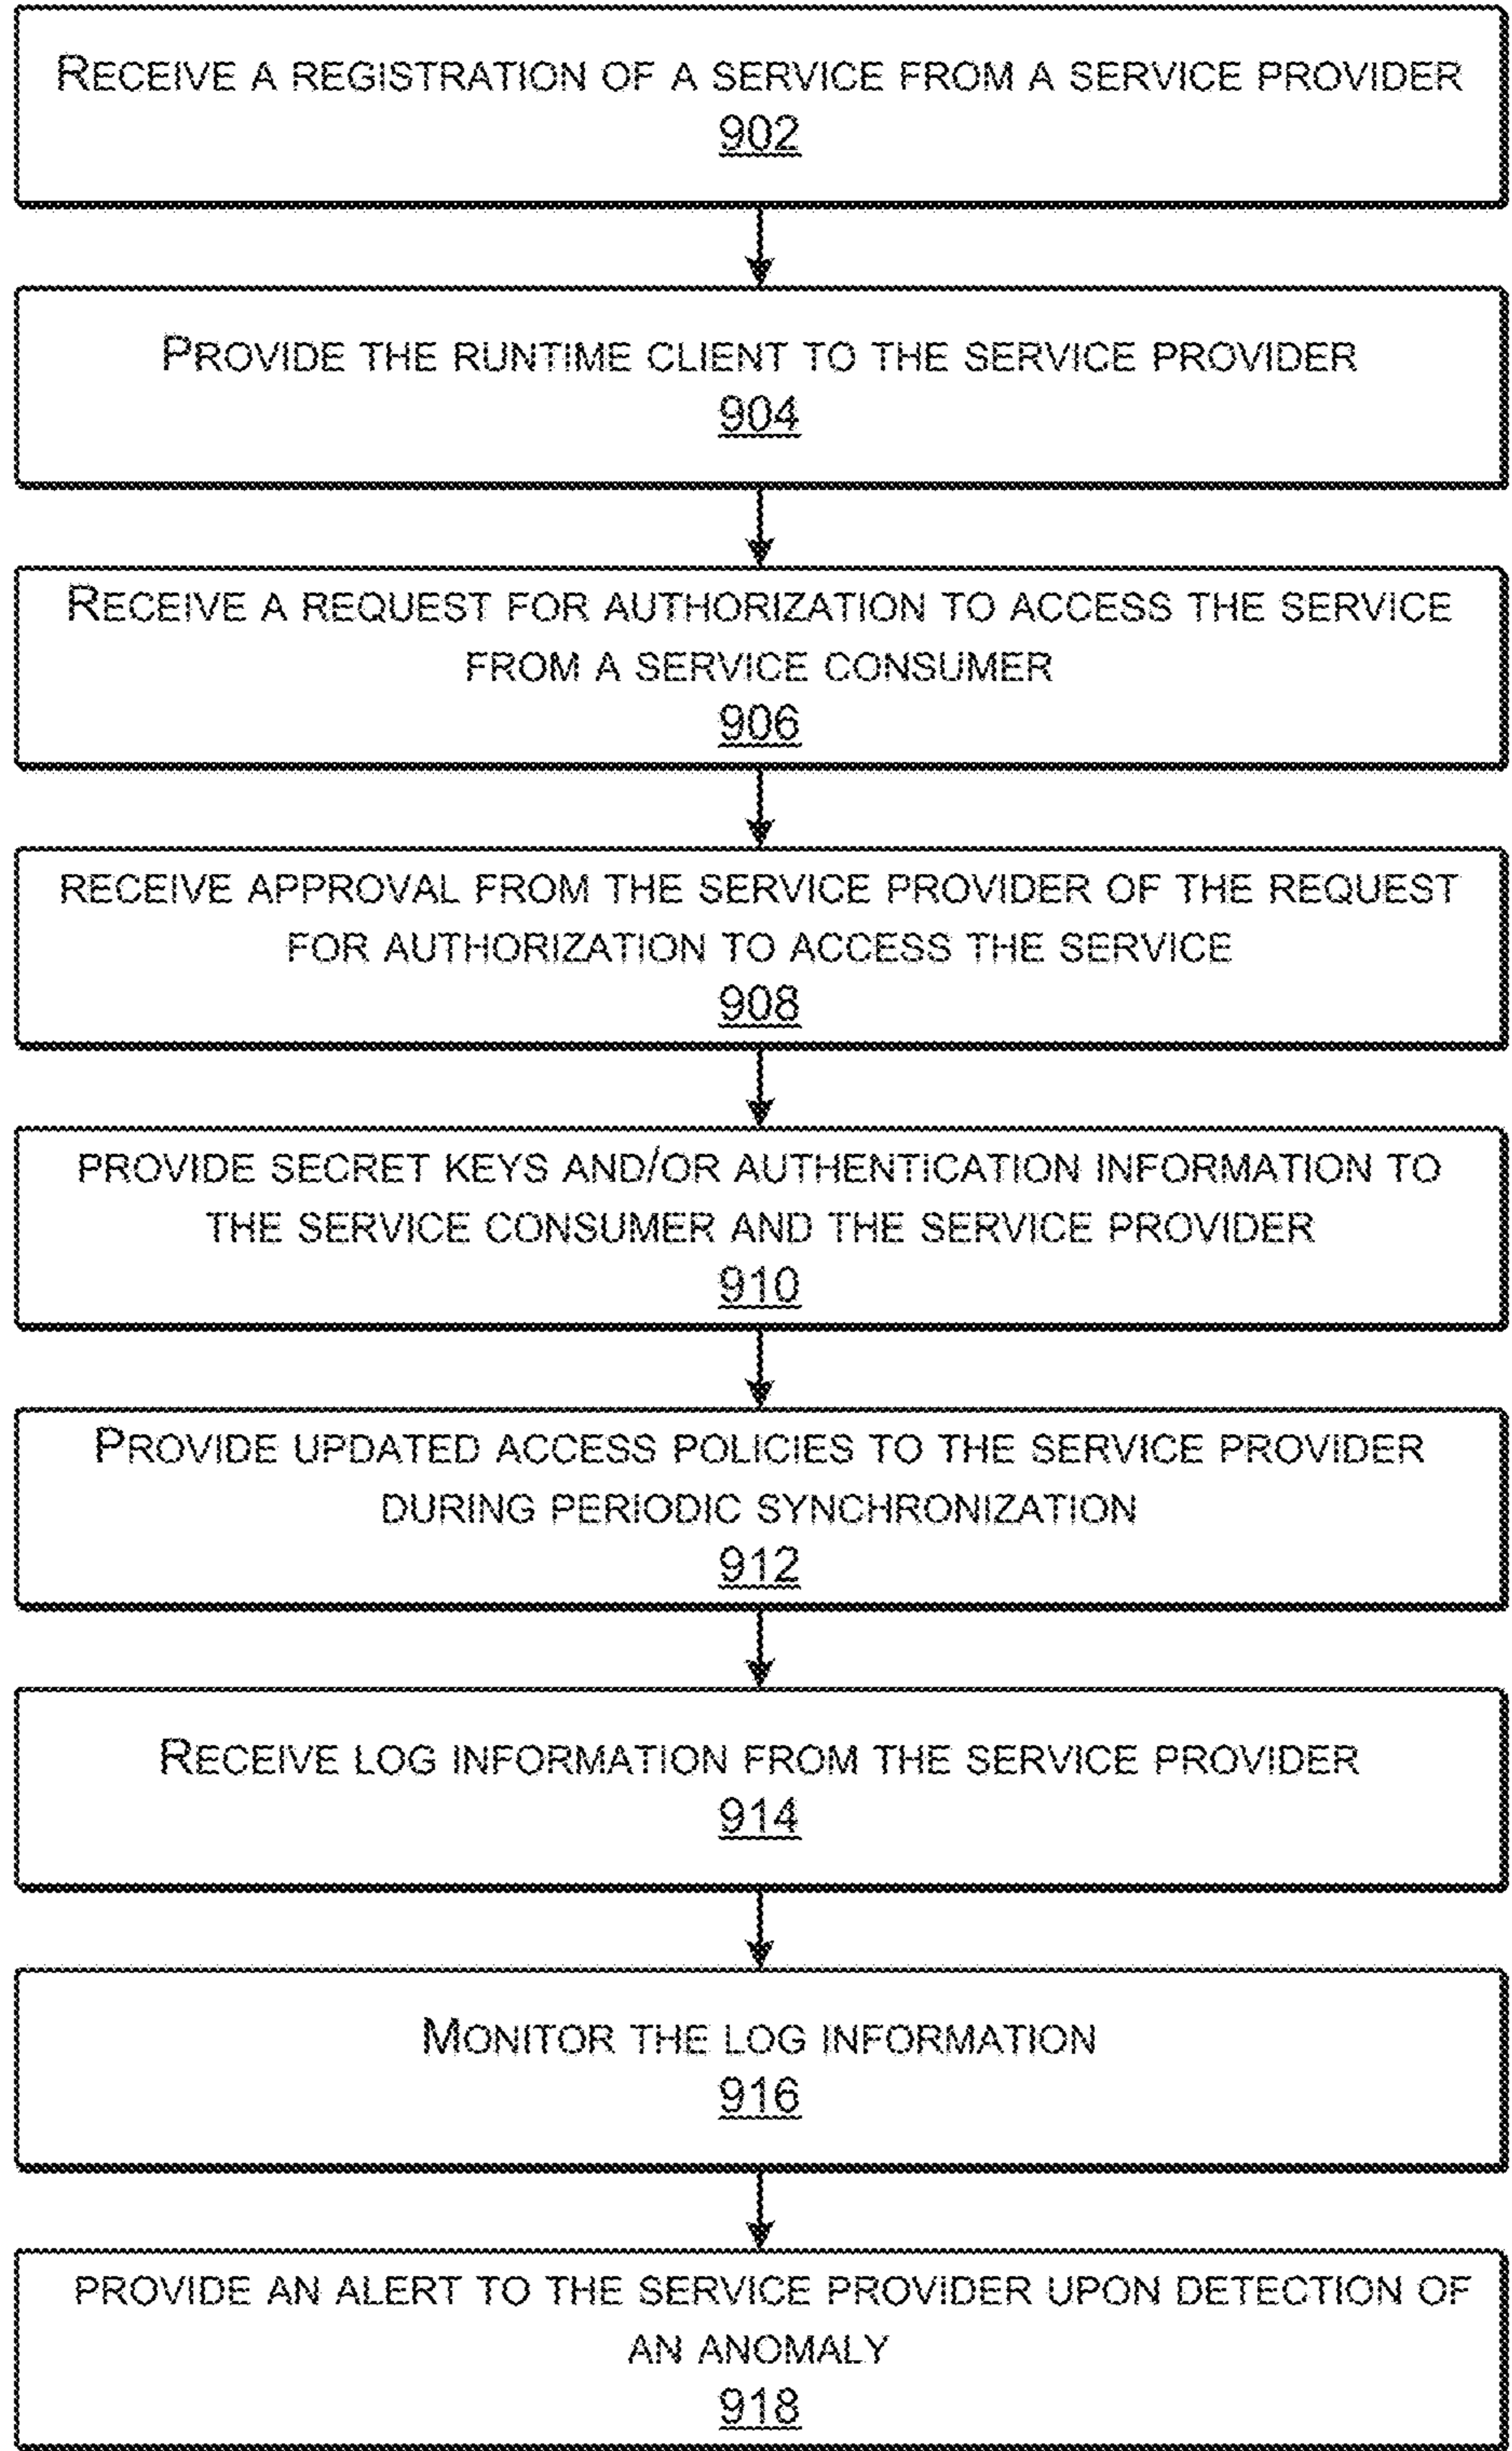 RECEIVE A REGISTRATION OF A SERVICE FROM A SERVICE PROVIDER
902
PROVIDE THE RUNTIME CLIENT TO THE SERVICE PROVIDER
904
RECEIVE A REQUEST FOR AUTHORIZATION TO ACCESS THE SERVICE
FROM A SERVICE CONSUMER
906
RECEIVE APPROVAL FROM THE SERVICE PROVIDER OF THE REQUEST
FOR AUTHORIZATION TO ACCESS THE SERVICE
908
PROVIDE SECRET KEYS AND/OR AUTHENTICATION INFORMATION TO
THE SERVICE CONSUMER AND THE SERVICE PROVIDER
910
PROVIDE UPDATED ACCESS POLICIES TO THE SERVICE PROVIDER
DURING PERIODIC SYNCHRONIZATION
912
RECEIVE LOG INFORMATION FROM THE SERVICE PROVIDER
914
MONITOR THE LOG INFORMATION
916
PROVIDE AN ALERT TO THE SERVICE PROVIDER UPON DETECTION OF
AN ANOMALY
918